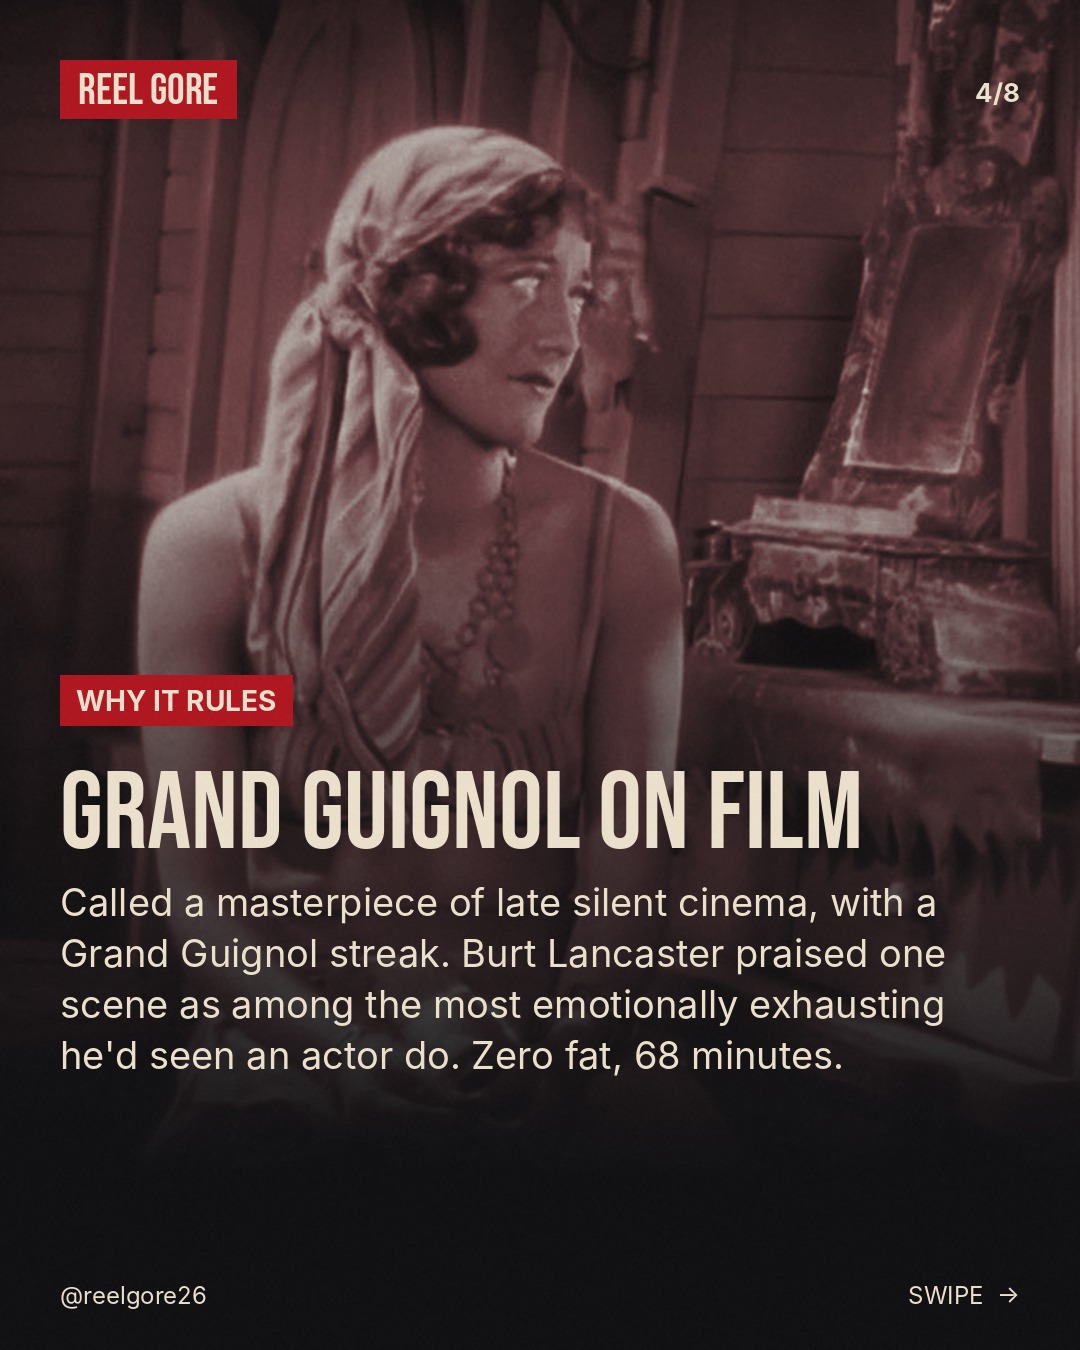 REEL GORE
4/8
WHY IT RULES
GRAND GUIGNOL ON FILM
Called a masterpiece of late silent cinema, with a
Grand Guignol streak. Burt Lancaster praised one
scene as among the most emotionally exhausting
he'd seen an actor do. Zero fat, 68 minutes.
@reelgore26
SWIPE →